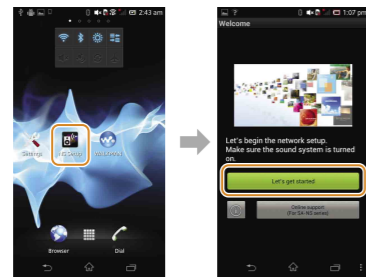 2:43 am
Settings
NS Setup
WALKMAN
Browser
Dial
1:07 pm
Welcome
Let's begin the network setup.
Make sure the sound system is turned
on.
Let's get started
Online support
(For SA-NS series)